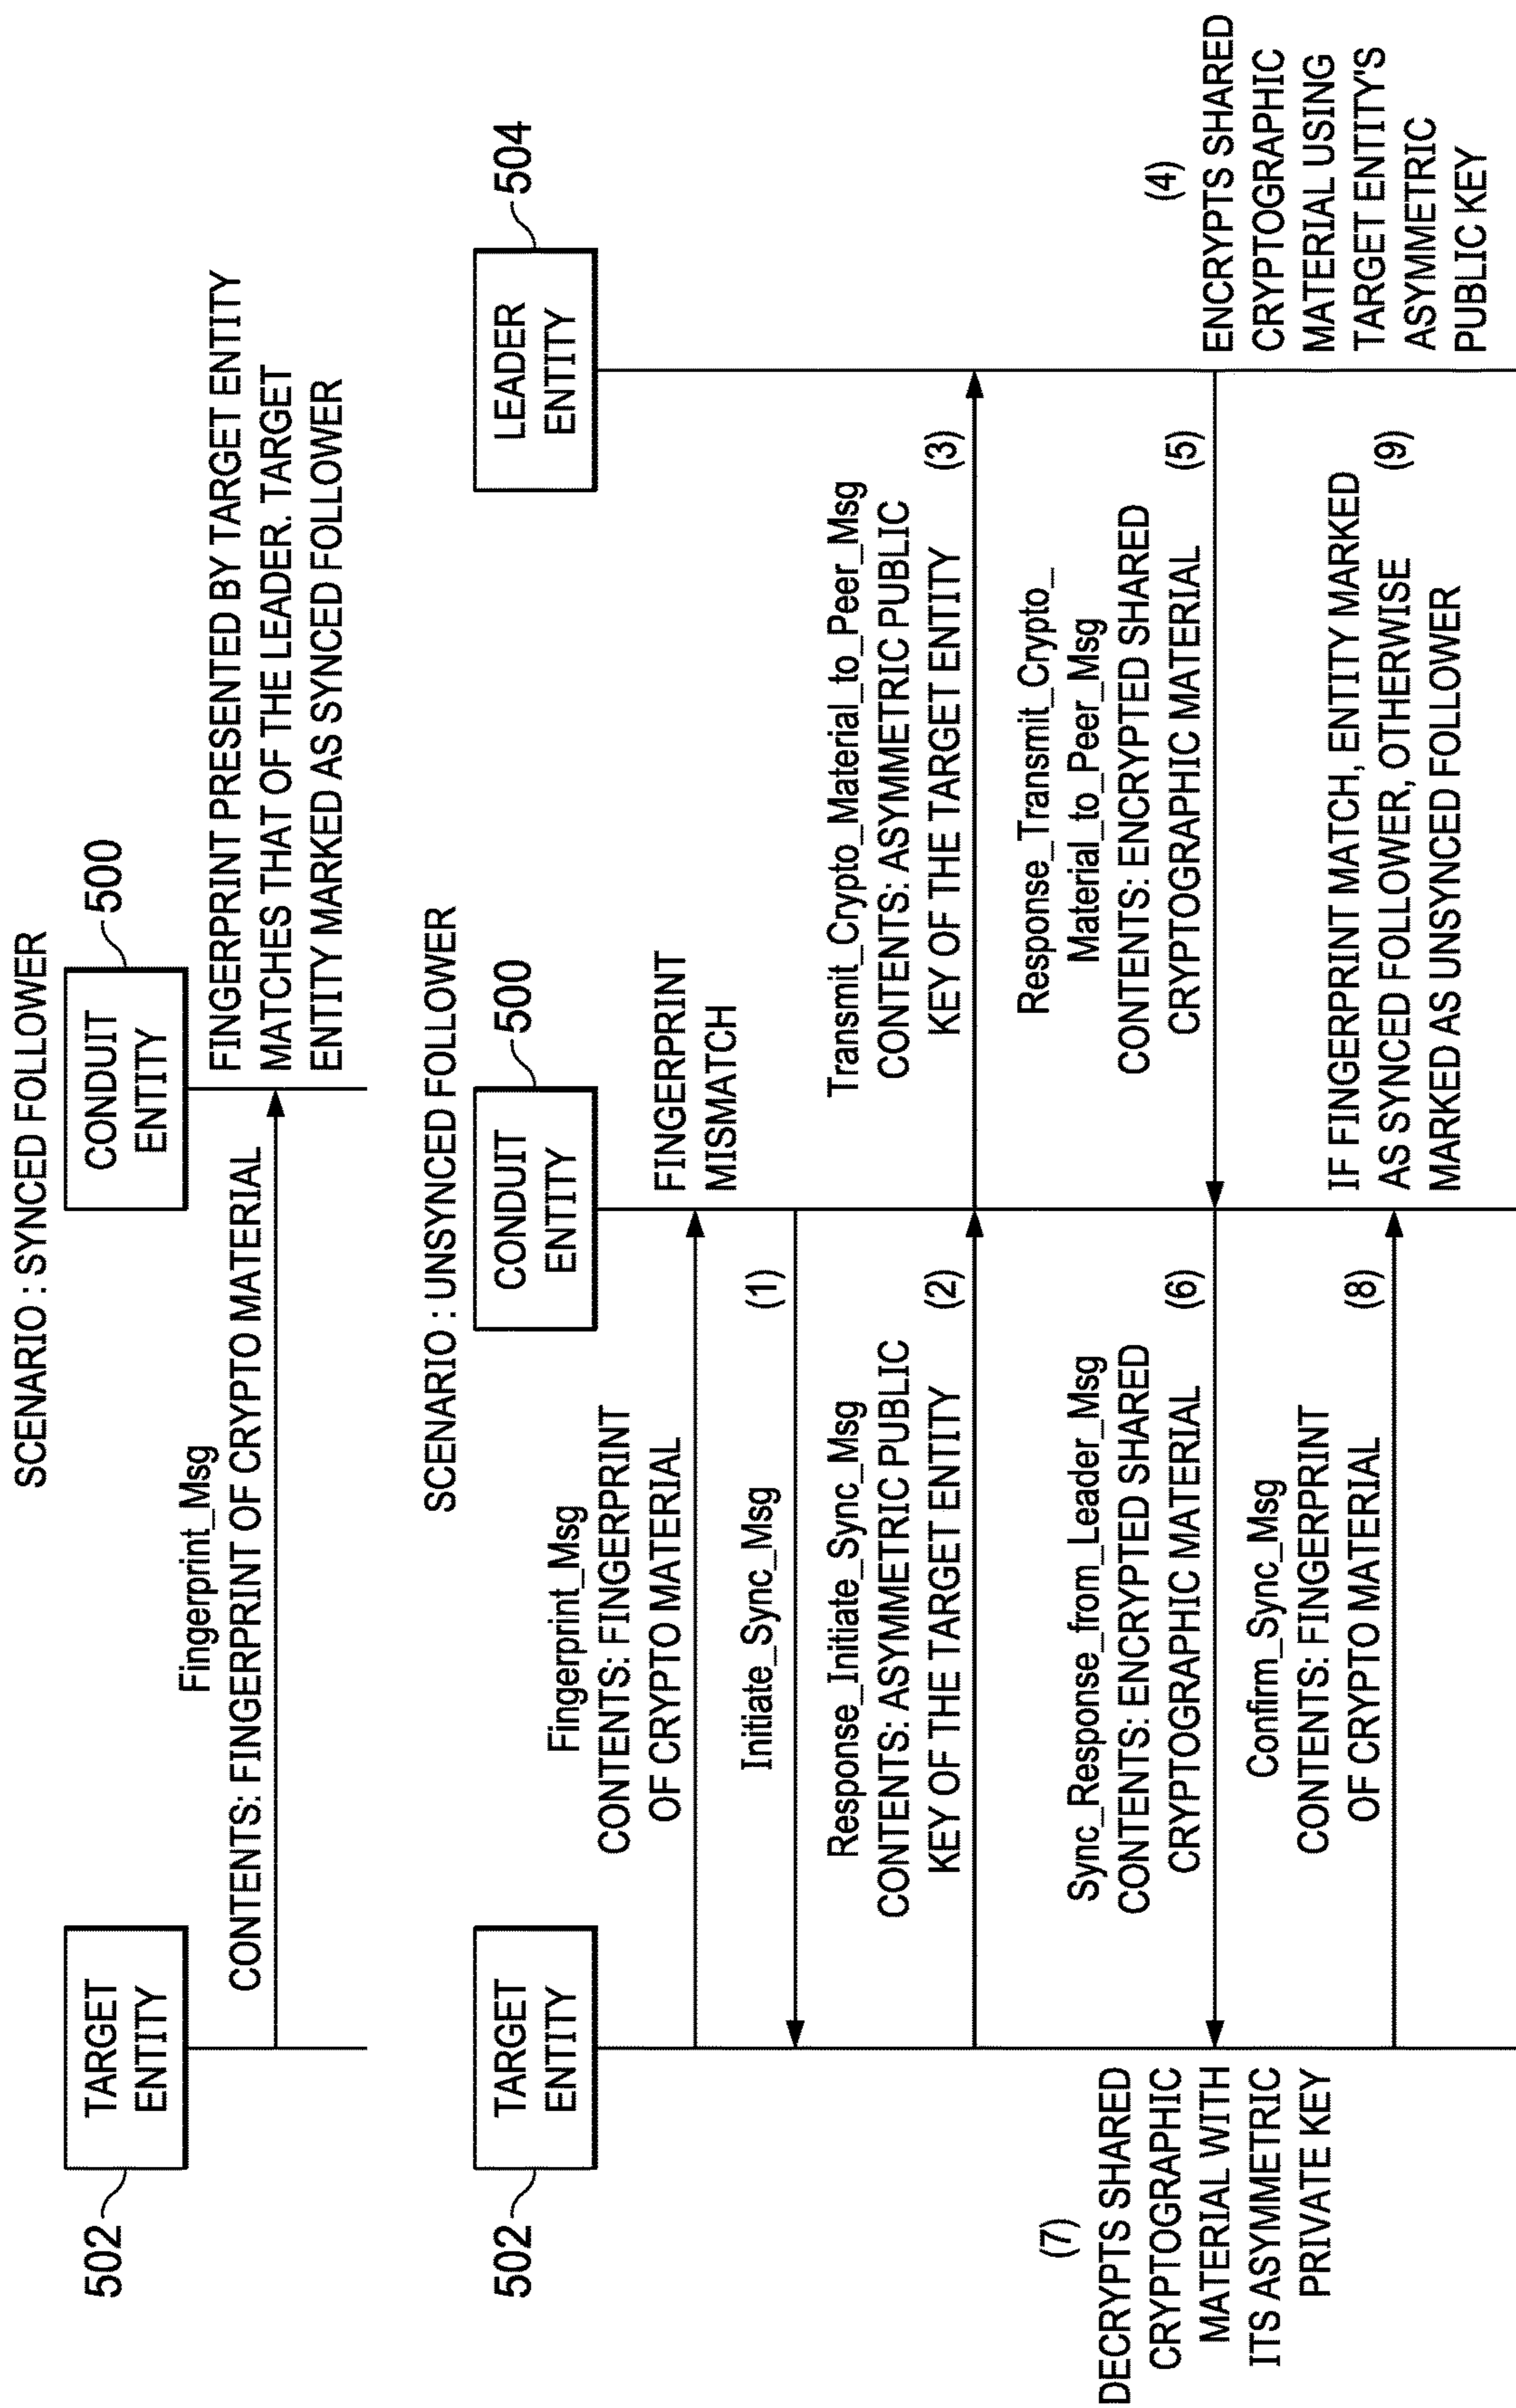 SCENARIO : SYNCED FOLLOWER
502
TARGET
ENTITY
CONDUIT
ENTITY
500
Fingerprint_Msg
CONTENTS: FINGERPRINT OF CRYPTO MATERIAL
FINGERPRINT PRESENTED BY TARGET ENTITY
MATCHES THAT OF THE LEADER. TARGET
ENTITY MARKED AS SYNCED FOLLOWER
SCENARIO : UNSYNCED FOLLOWER
502
TARGET
ENTITY
CONDUIT
ENTITY
500
LEADER
ENTITY
504
Fingerprint_Msg
CONTENTS: FINGERPRINT
OF CRYPTO MATERIAL
FINGERPRINT
MISMATCH
Initiate_Sync_Msg
(1)
Response_Initiate_Sync_Msg
CONTENTS: ASYMMETRIC PUBLIC
KEY OF THE TARGET ENTITY
(2)
Transmit_Crypto_Material_to_Peer_Msg
CONTENTS: ASYMMETRIC PUBLIC
KEY OF THE TARGET ENTITY
(3)
(4)
ENCRYPTS SHARED
CRYPTOGRAPHIC
MATERIAL USING
TARGET ENTITY'S
ASYMMETRIC
PUBLIC KEY
Response_Transmit_Crypto_
Material_to_Peer_Msg
CONTENTS: ENCRYPTED SHARED
CRYPTOGRAPHIC MATERIAL
(5)
Sync_Response_from_Leader_Msg
CONTENTS: ENCRYPTED SHARED
CRYPTOGRAPHIC MATERIAL
(6)
(7)
DECRYPTS SHARED
CRYPTOGRAPHIC
MATERIAL WITH
ITS ASYMMETRIC
PRIVATE KEY
Confirm_Sync_Msg
CONTENTS: FINGERPRINT
OF CRYPTO MATERIAL
(8)
IF FINGERPRINT MATCH, ENTITY MARKED
AS SYNCED FOLLOWER, OTHERWISE
MARKED AS UNSYNCED FOLLOWER
(9)